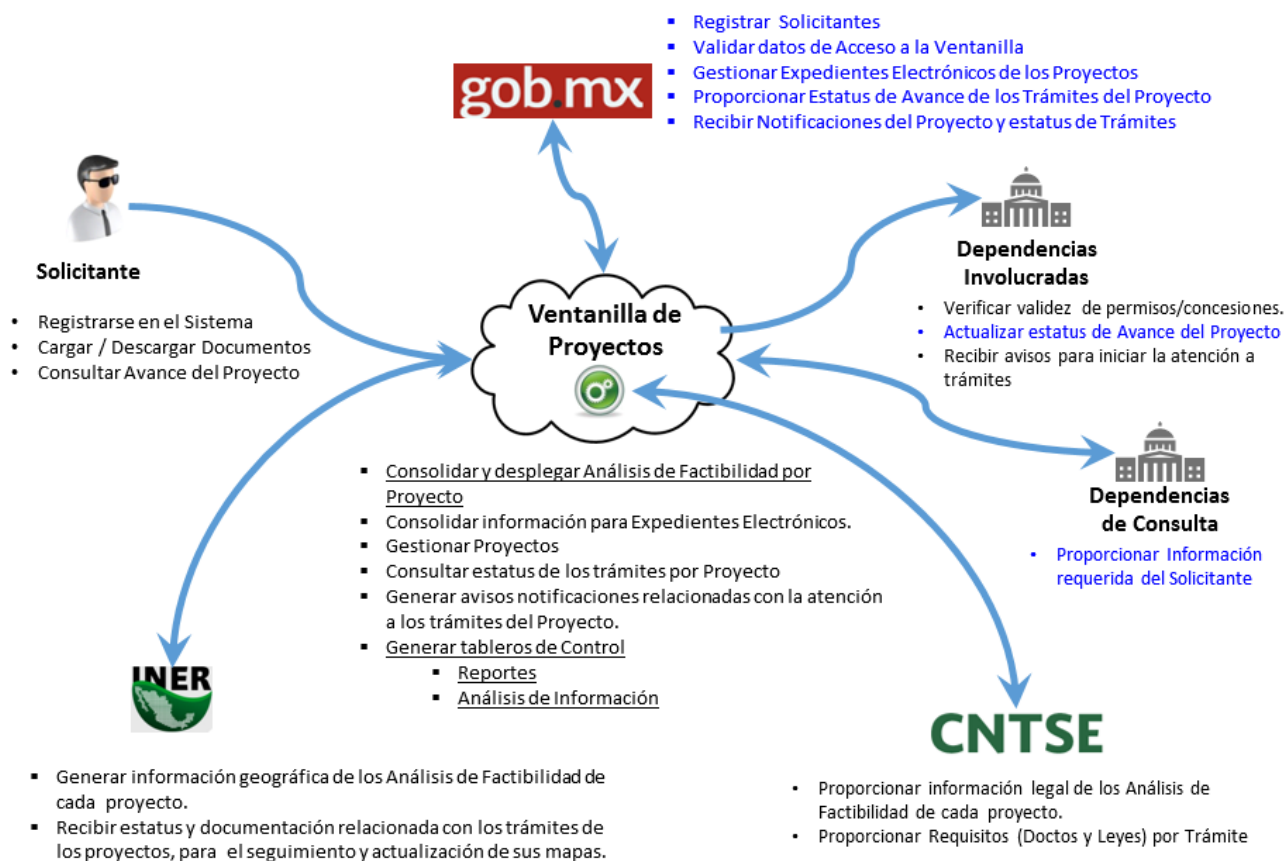 ▪ Registrar Solicitantes
▪ Validar datos de Acceso a la Ventanilla
▪ Gestionar Expedientes Electrónicos de los Proyectos
▪ Proporcionar Estatus de Avance de los Trámites del Proyecto
▪ Recibir Notificaciones del Proyecto y estatus de Trámites
gob.mx
Solicitante
• Registrarse en el Sistema
• Cargar / Descargar Documentos
• Consultar Avance del Proyecto
Ventanilla de
Proyectos
Dependencias
Involucradas
• Verificar validez de permisos/concesiones.
• Actualizar estatus de Avance del Proyecto
• Recibir avisos para iniciar la atención a
trámites
Dependencias
de Consulta
• Proporcionar Información
requerida del Solicitante
▪ Consolidar y desplegar Análisis de Factibilidad por
Proyecto
▪ Consolidar información para Expedientes Electrónicos.
▪ Gestionar Proyectos
▪ Consultar estatus de los trámites por Proyecto
▪ Generar avisos notificaciones relacionadas con la atención
a los trámites del Proyecto.
▪ Generar tableros de Control
▪ Reportes
▪ Análisis de Información
INER
▪ Generar información geográfica de los Análisis de Factibilidad de
cada proyecto.
▪ Recibir estatus y documentación relacionada con los trámites de
los proyectos, para el seguimiento y actualización de sus mapas.
CNTSE
• Proporcionar información legal de los Análisis de
Factibilidad de cada proyecto.
• Proporcionar Requisitos (Doctos y Leyes) por Trámite